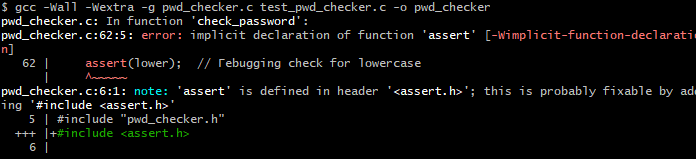 $ gcc -Wall -Wextra -g pwd_checker.c test_pwd_checker.c -o pwd_checker
pwd_checker.c: In function 'check_password':
pwd_checker.c:62:5: error: implicit declaration of function 'assert' [-Wimplicit-function-declaratio
n]
   62 |     assert(lower);  // Гebugging check for lowercase
      |     ^~~~~~
pwd_checker.c:6:1: note: 'assert' is defined in header '<assert.h>'; this is probably fixable by add
ing '#include <assert.h>'
    5 | #include "pwd_checker.h"
  +++ |+#include <assert.h>
    6 |